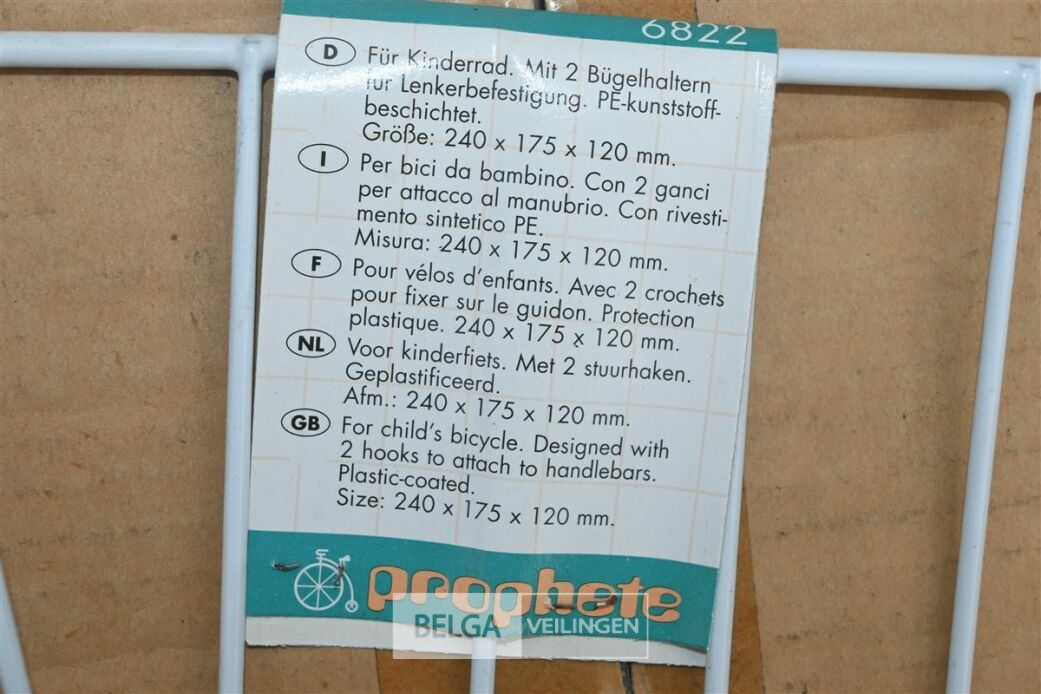 6822
D Für Kinderrad. Mit 2 Bügelhaltern
für Lenkerbefestigung. PE-kunststoff-
beschichtet.
Größe: 240 x 175 x 120 mm.
I Per bici da bambino. Con 2 ganci
per attacco al manubrio. Con rivesti-
mento sintetico PE.
Misura: 240 x 175 x 120 mm.
F Pour vélos d'enfants. Avec 2 crochets
pour fixer sur le guidon. Protection
plastique. 240 x 175 x 120 mm.
NL Voor kinderfiets. Met 2 stuurhaken.
Geplastificeerd.
Afm.: 240 x 175 x 120 mm.
GB For child's bicycle. Designed with
2 hooks to attach to handlebars.
Plastic-coated.
Size: 240 x 175 x 120 mm.
prophete
BELGA VEILINGEN